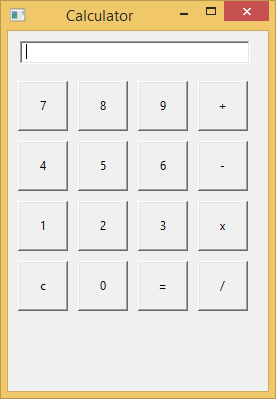 Calculator
7 8 9 +
4 5 6 -
1 2 3 x
c 0 = /